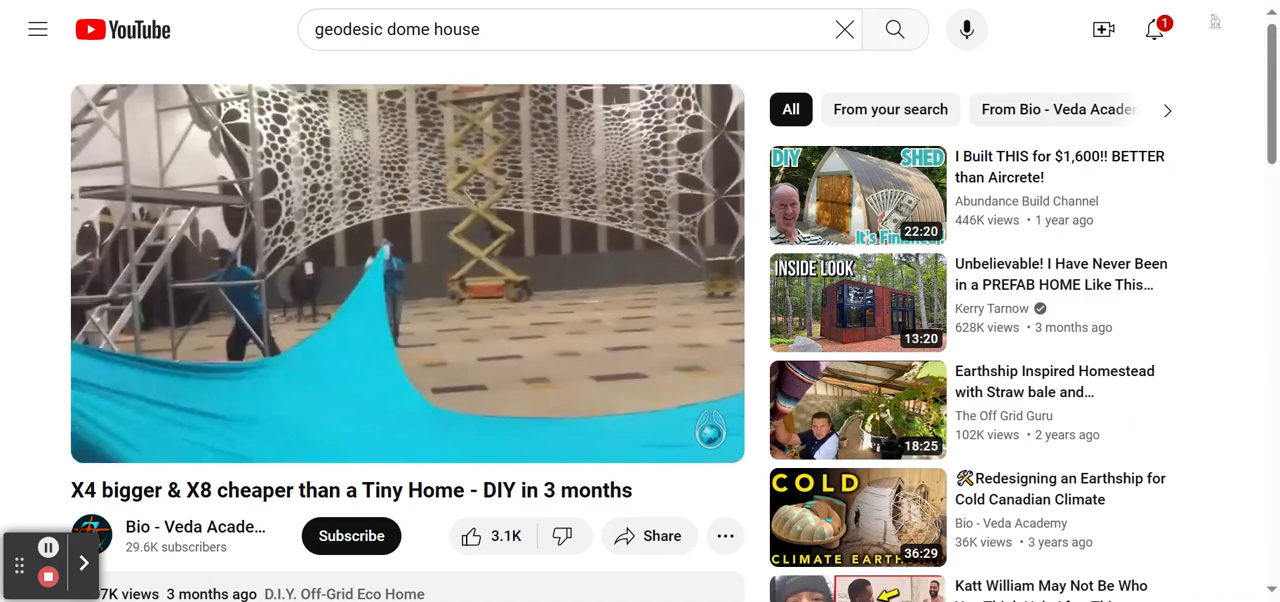 YouTube
geodesic dome house
1
All
From your search
From Bio - Veda Acader
DIY SHED
It's Finished!
22:20
I Built THIS for $1,600!! BETTER
than Aircrete!
Abundance Build Channel
446K views • 1 year ago
INSIDE LOOK
13:20
Unbelievable! I Have Never Been
in a PREFAB HOME Like This...
Kerry Tarnow
628K views • 3 months ago
18:25
Earthship Inspired Homestead
with Straw bale and...
The Off Grid Guru
102K views • 2 years ago
COLD
CLIMATE EARTH
36:29
🛠Redesigning an Earthship for
Cold Canadian Climate
Bio - Veda Academy
36K views • 3 years ago
Katt William May Not Be Who
X4 bigger & X8 cheaper than a Tiny Home - DIY in 3 months
Bio - Veda Acade...
29.6K subscribers
Subscribe
3.1K
Share
7K views 3 months ago D.I.Y. Off-Grid Eco Home